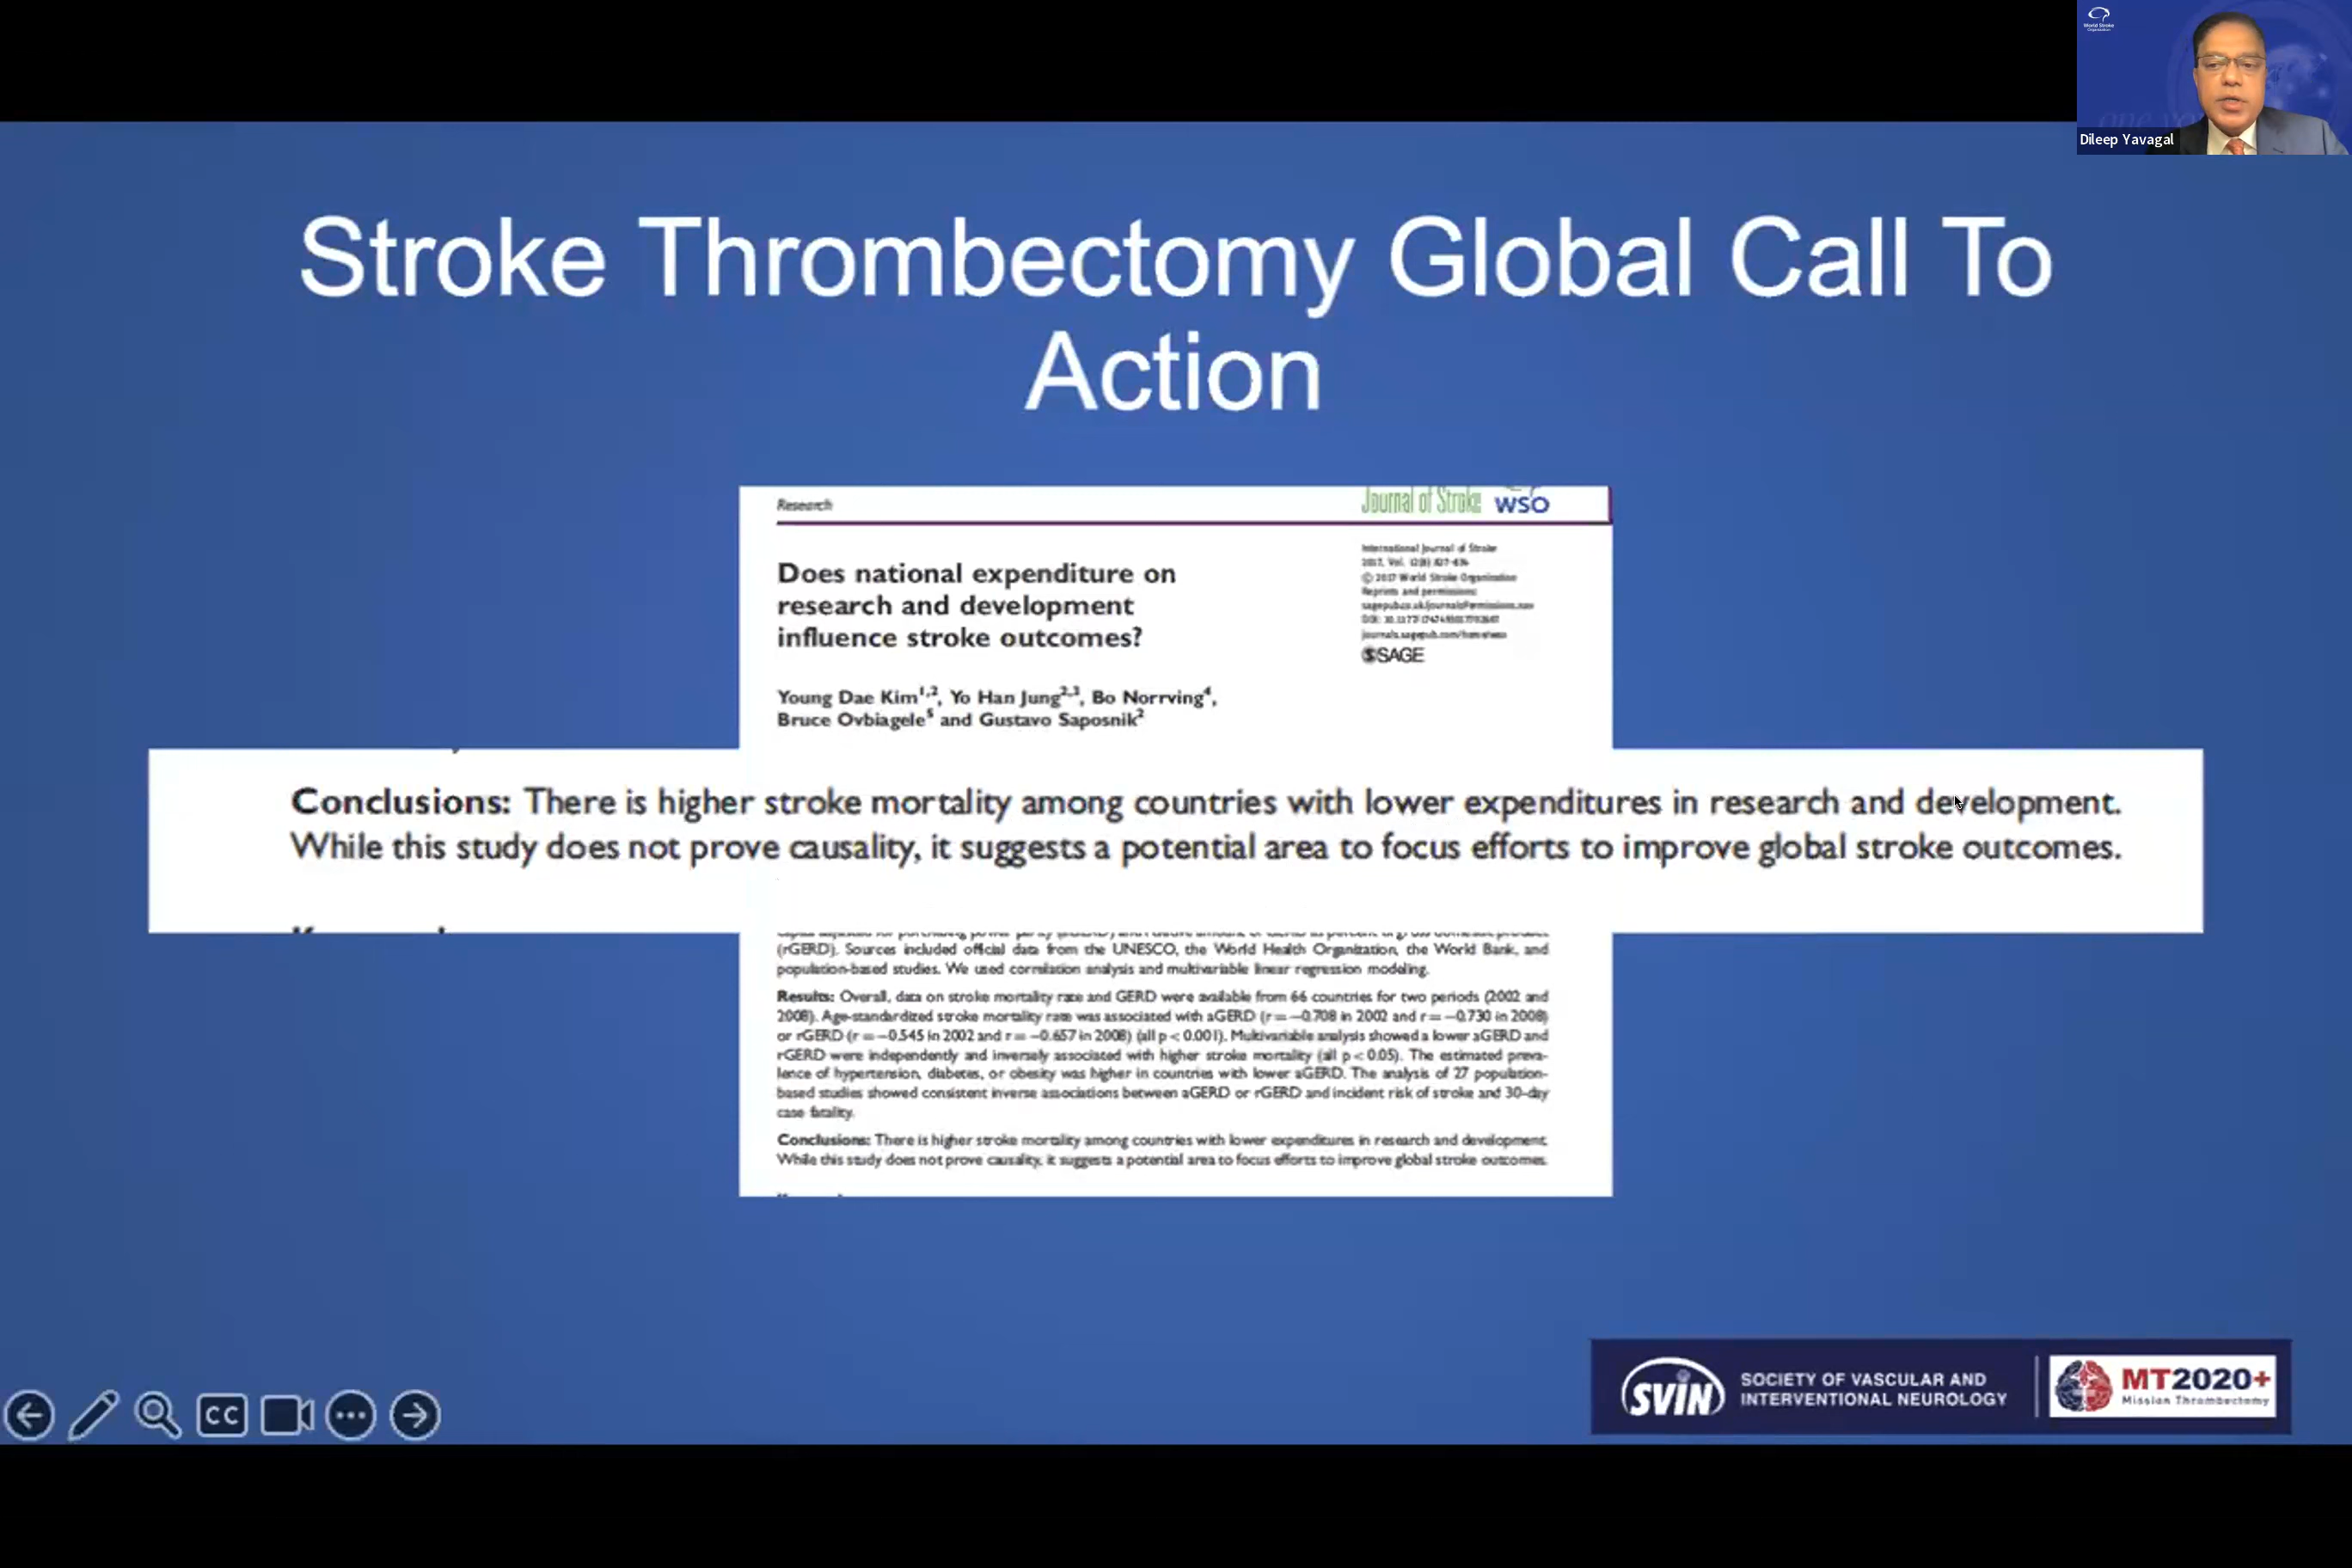 World Stroke
Organization
Dileep Yavagal
Stroke Thrombectomy Global Call To
Action
Research
Journal of Stroke WSO
International Journal of Stroke
2017, Vol. 12(8) 827–834
© 2017 World Stroke Organization
Reprints and permissions:
sagepub.co.uk/journalsPermissions.nav
journals.sagepub.com/home/wso
SAGE
Does national expenditure on
research and development
influence stroke outcomes?
Young Dae Kim1,2, Yo Han Jung2,3, Bo Norrving4,
Bruce Ovbiagele5 and Gustavo Saposnik2
Conclusions: There is higher stroke mortality among countries with lower expenditures in research and development.
While this study does not prove causality, it suggests a potential area to focus efforts to improve global stroke outcomes.
(rGERD). Sources included official data from the UNESCO, the World Health Organization, the World Bank, and
population-based studies. We used correlation analysis and multivariable linear regression modeling.
Results: Overall, data on stroke mortality rate and GERD were available from 66 countries for two periods (2002 and
2008). Age-standardized stroke mortality rate was associated with aGERD (r = −0.708 in 2002 and r = −0.730 in 2008)
or rGERD (r = −0.545 in 2002 and r = −0.657 in 2008) (all p < 0.001). Multivariable analysis showed a lower aGERD and
rGERD were independently and inversely associated with higher stroke mortality (all p < 0.05). The estimated preva-
lence of hypertension, diabetes, or obesity was higher in countries with lower aGERD. The analysis of 27 population-
based studies showed consistent inverse associations between aGERD or rGERD and incident risk of stroke and 30-day
case fatality.
Conclusions: There is higher stroke mortality among countries with lower expenditures in research and development.
While this study does not prove causality, it suggests a potential area to focus efforts to improve global stroke outcomes.
CC
SVIN
SOCIETY OF VASCULAR AND
INTERVENTIONAL NEUROLOGY
MT2020+
Mission Thrombectomy